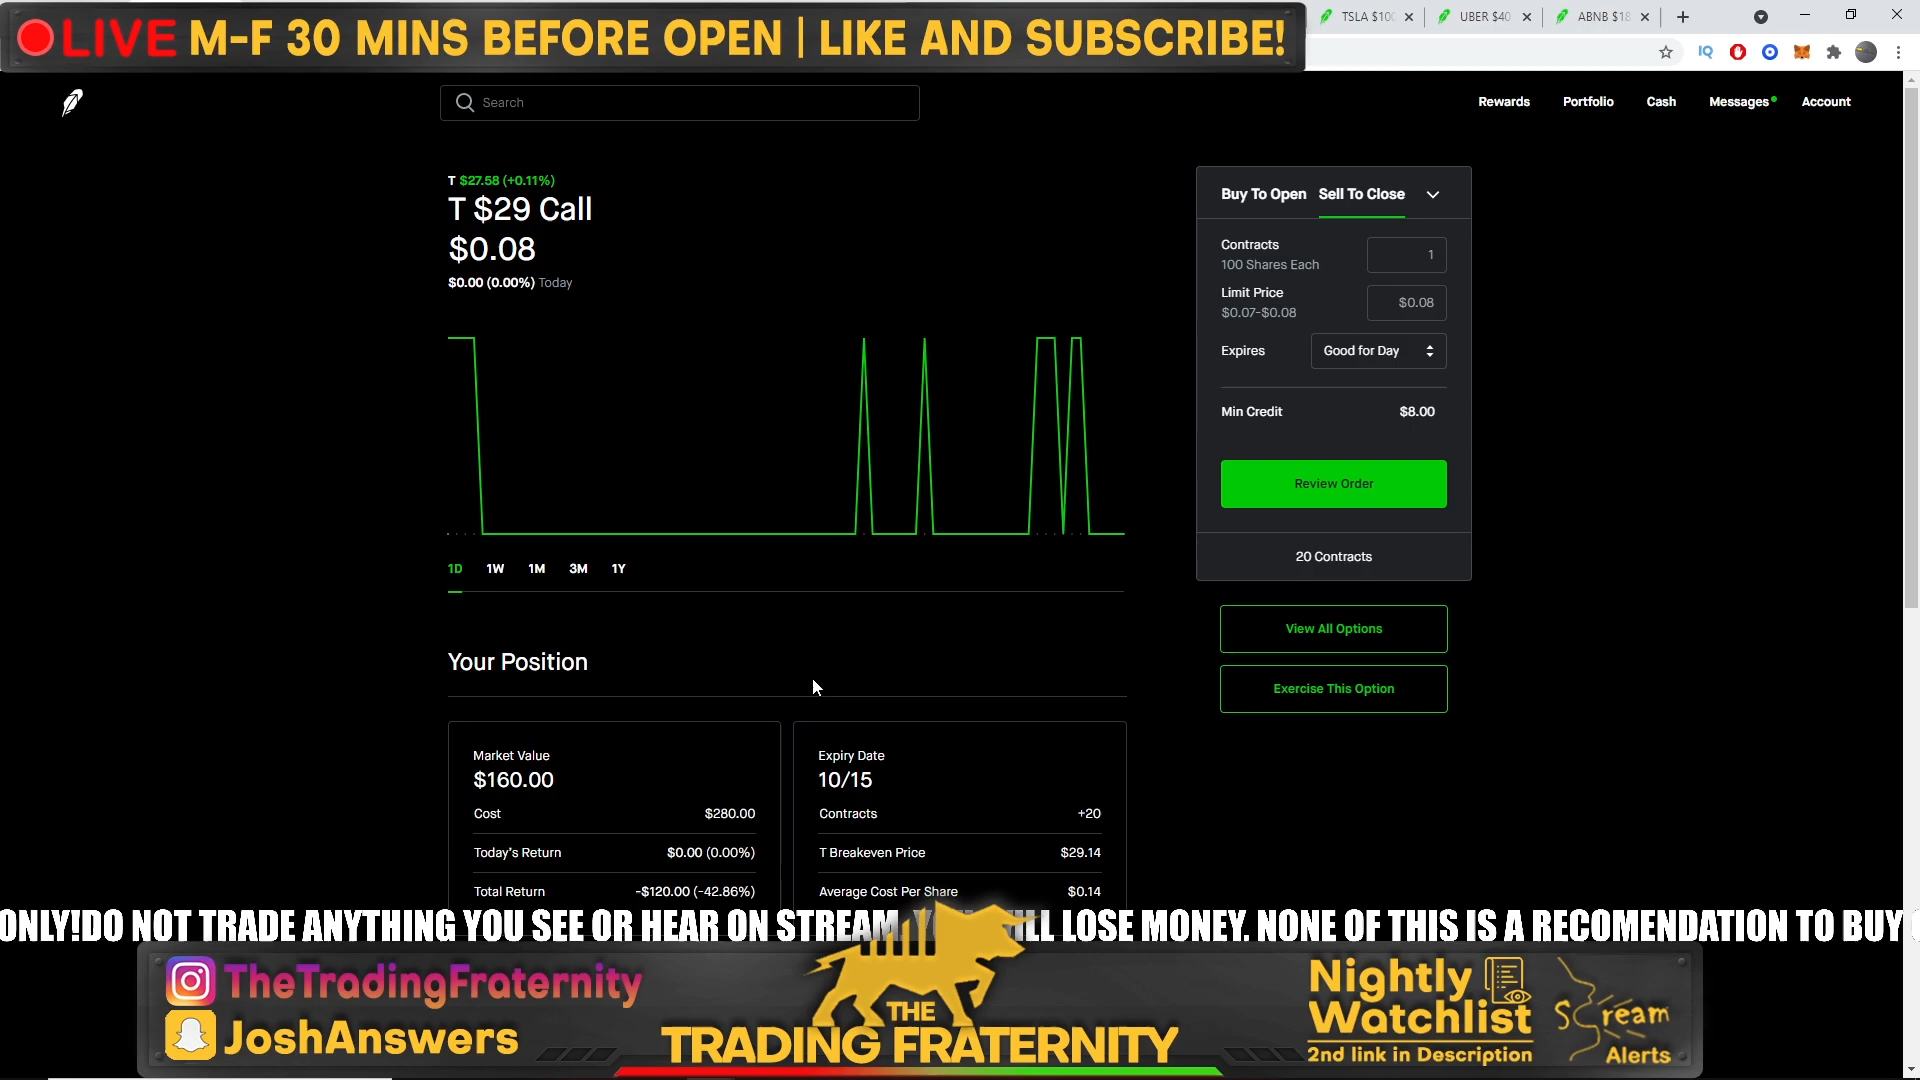 LIVE M-F 30 MINS BEFORE OPEN | LIKE AND SUBSCRIBE!
TSLA $100
UBER $40
ABNB $18
IQ
Search
Rewards
Portfolio
Cash
Messages
Account
T $27.58 (+0.11%)
T $29 Call
$0.08
$0.00 (0.00%) Today
1D 1W 1M 3M 1Y
Buy To Open Sell To Close
Contracts 1
100 Shares Each
Limit Price $0.08
$0.07-$0.08
Expires Good for Day
Min Credit $8.00
Review Order
20 Contracts
View All Options
Exercise This Option
Your Position
Market Value
$160.00
Cost $280.00
Today's Return $0.00 (0.00%)
Total Return -$120.00 (-42.86%)
Expiry Date
10/15
Contracts +20
T Breakeven Price $29.14
Average Cost Per Share $0.14
ONLY!DO NOT TRADE ANYTHING YOU SEE OR HEAR ON STREAM. LOSE MONEY. NONE OF THIS IS A RECOMENDATION TO BUY
TheTradingFraternity
JoshAnswers
THE
TRADING FRATERNITY
Nightly
Watchlist
2nd link in Description
Scream
Alerts